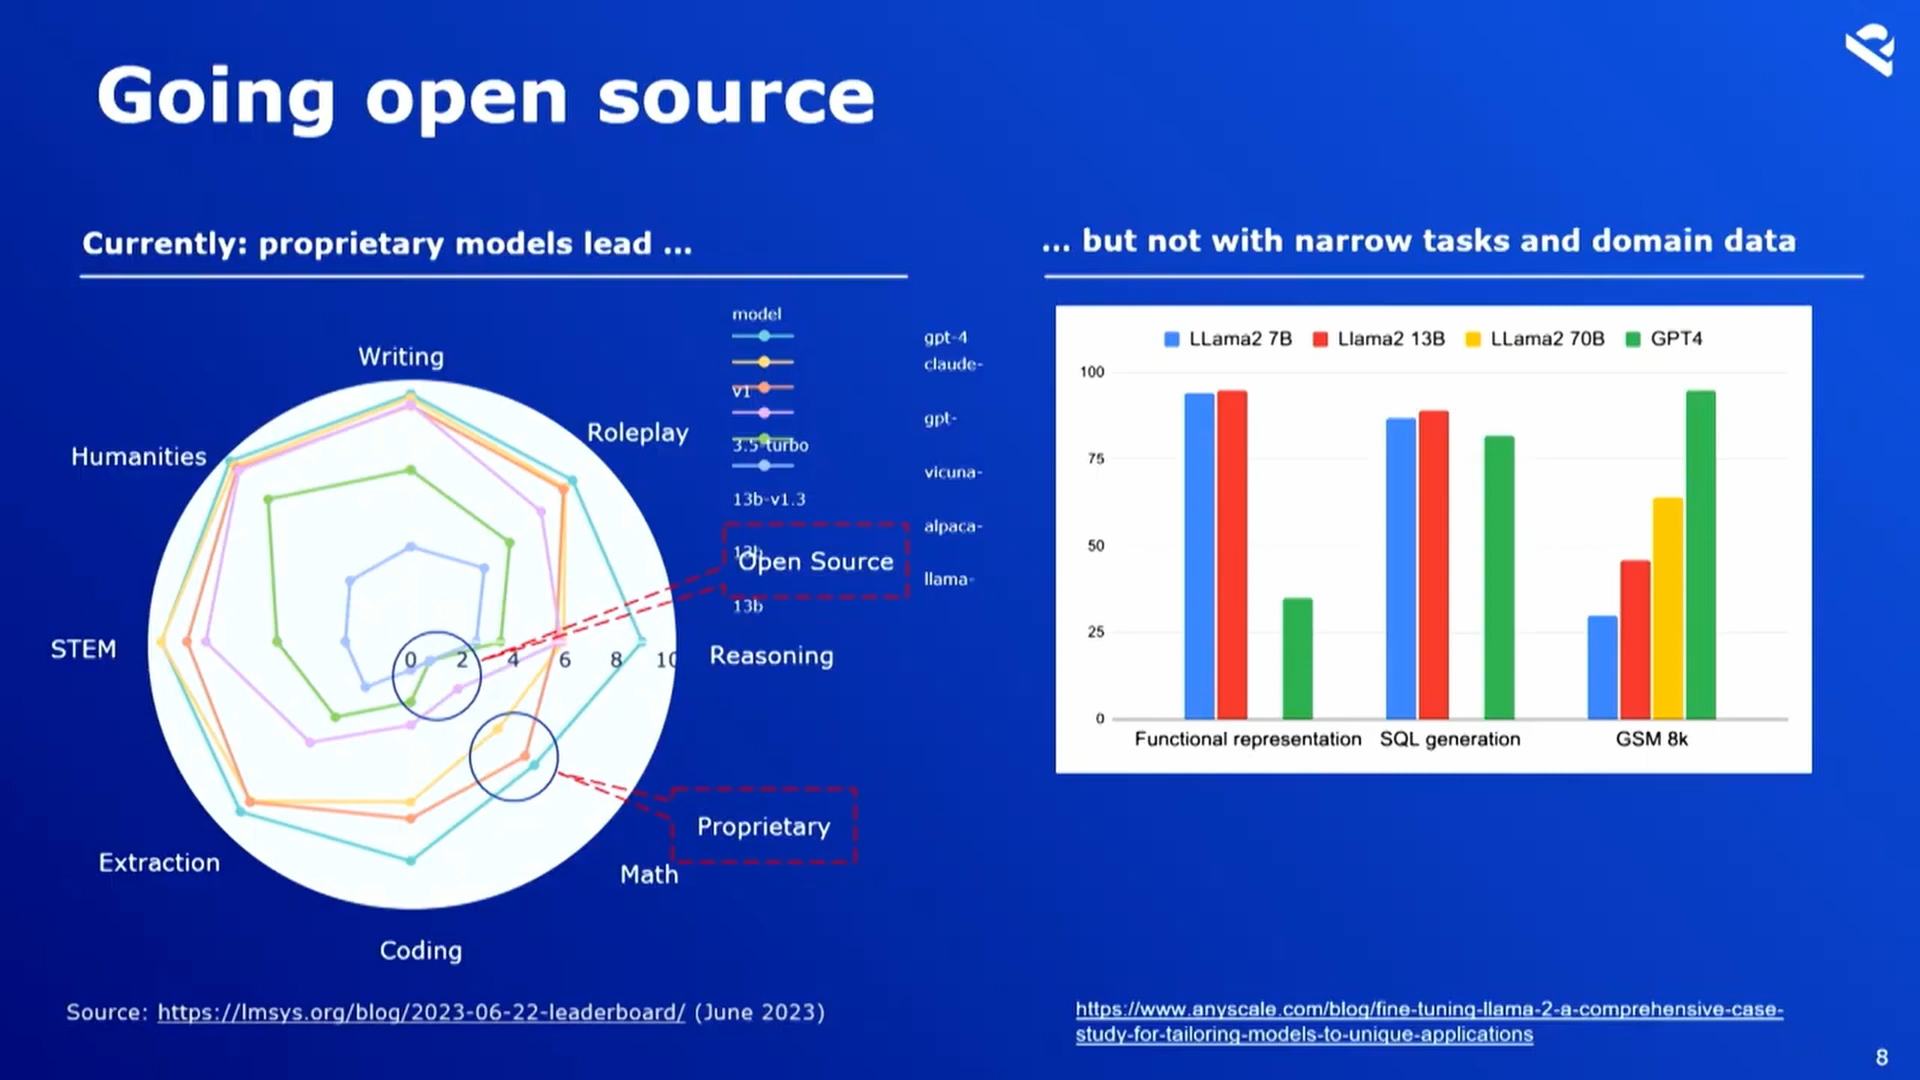 Going open source
Currently: proprietary models lead ...
... but not with narrow tasks and domain data
model
gpt-4
claude-
v1
gpt-
3.5-turbo
vicuna-
13b-v1.3
alpaca-
13b
llama-
13b
Writing
Roleplay
Humanities
STEM
Reasoning
0 2 4 6 8 10
Extraction
Math
Coding
Open Source
Proprietary
LLama2 7B Llama2 13B LLama2 70B GPT4
100
75
50
25
0
Functional representation SQL generation GSM 8k
Source: https://lmsys.org/blog/2023-06-22-leaderboard/ (June 2023)
https://www.anyscale.com/blog/fine-tuning-llama-2-a-comprehensive-case-
study-for-tailoring-models-to-unique-applications
8